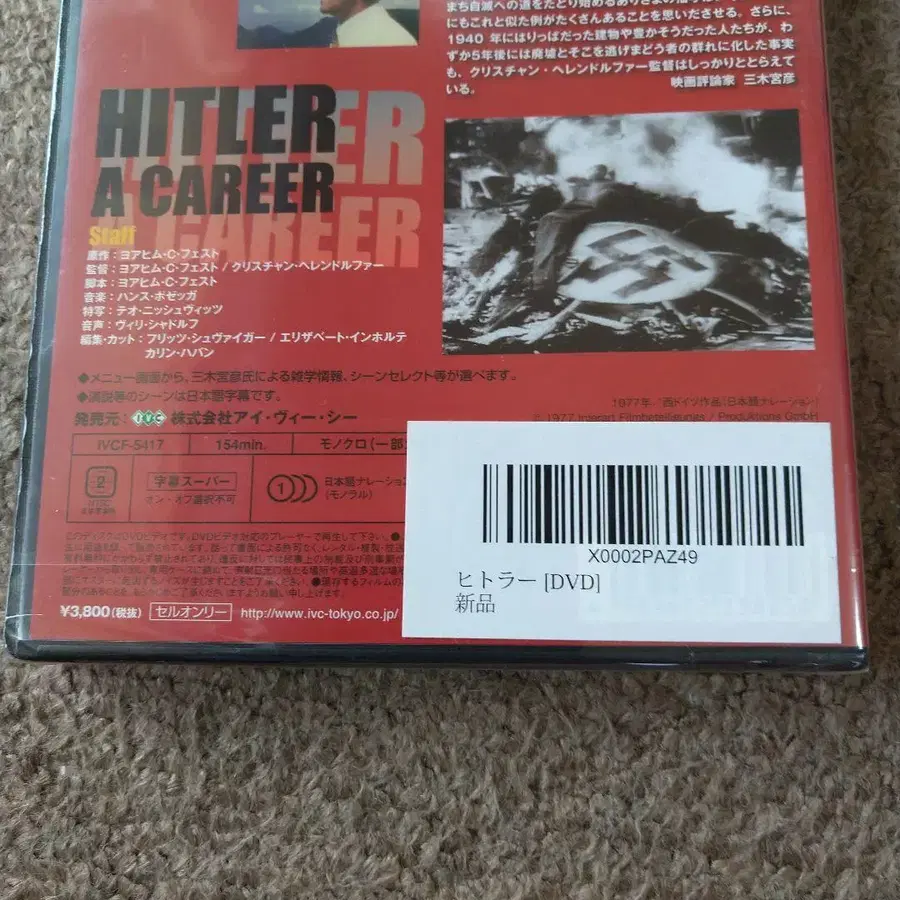 まち自滅への道をたどり始めるありさまの描写は
にもこれと似た例がたくさんあることを思いださせる。さらに、
1940 年にはりっぱだった建物や豊かそうだった人たちが、わ
ずか5年後には廃墟とそこを逃げまどう者の群れに化した事実
も、クリスチャン・ヘレンドルファー監督はしっかりととらえて
いる。
映画評論家 三木宮彦
HITLER
A CAREER
Staff
原作：ヨアヒム・C・フェスト
監督：ヨアヒム・C・フェスト / クリスチャン・ヘレンドルファー
脚本：ヨアヒム・C・フェスト
音楽：ハンス・ポゼッガ
特写：テオ・ニッシュヴィッツ
音声：ヴィリ・シャドルフ
編集・カット：フリッツ・シュヴァイガー / エリザベート・インホルテ
カリン・ハバン
●メニュー画面から、三木宮彦氏による雑学情報、シーンセレクト等が選べます。
●演説等のシーンは日本語字幕です。
1977年 西ドイツ作品（日本語ナレーション）
発売元：IVC 株式会社アイ・ヴィー・シー
© 1977 Interart Filmbeteiligungs / Produktions GmbH
IVCF-5417
154min.
モノクロ（一部
2
字幕スーパー
オン・オフ選択不可
1
日本語ナレーション
（モノラル）
¥3,800（税抜）
セルオンリー
http://www.ivc-tokyo.co.jp/
X0002PAZ49
ヒトラー [DVD]
新品